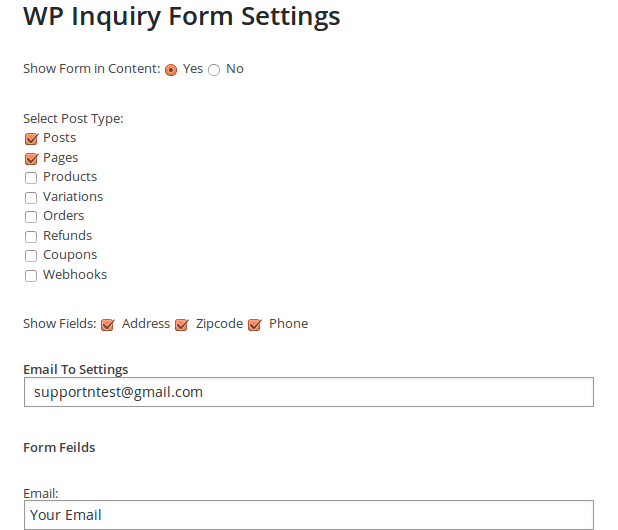 WP Inquiry Form Settings
Show Form in Content: Yes No
Select Post Type:
Posts
Pages
Products
Variations
Orders
Refunds
Coupons
Webhooks
Show Fields: Address Zipcode Phone
Email To Settings
supportntest@gmail.com
Form Feilds
Email:
Your Email